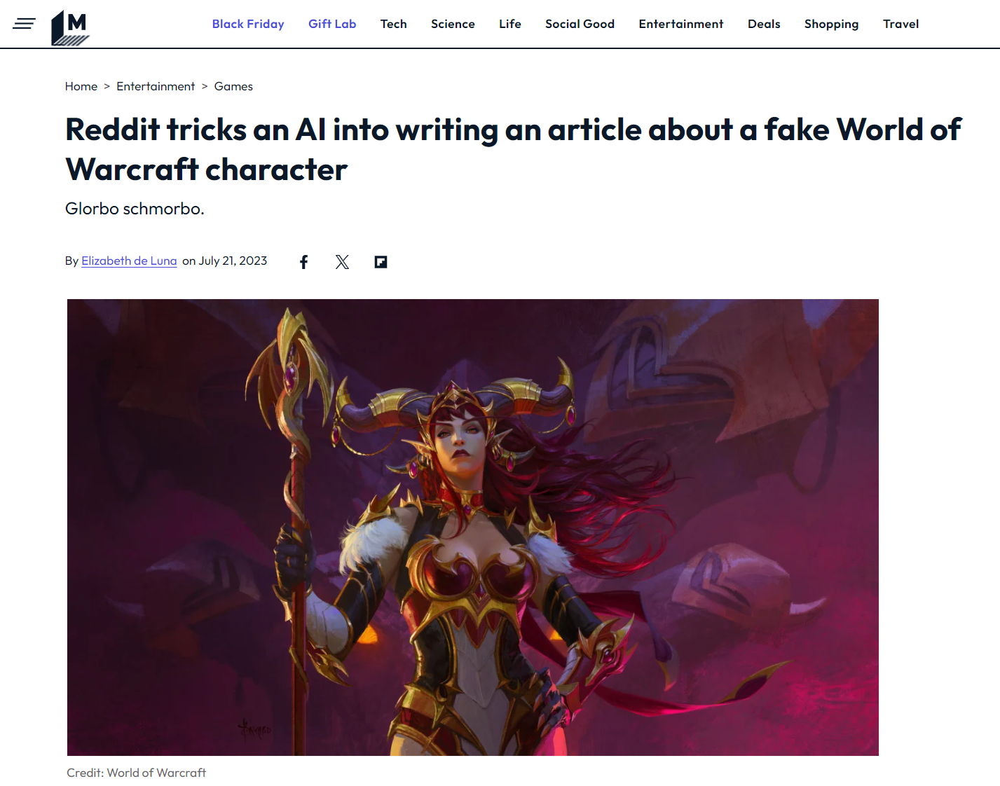 M
Black Friday Gift Lab Tech Science Life Social Good Entertainment Deals Shopping Travel
Home > Entertainment > Games
Reddit tricks an AI into writing an article about a fake World of
Warcraft character
Glorbo schmorbo.
By Elizabeth de Luna on July 21, 2023
Credit: World of Warcraft